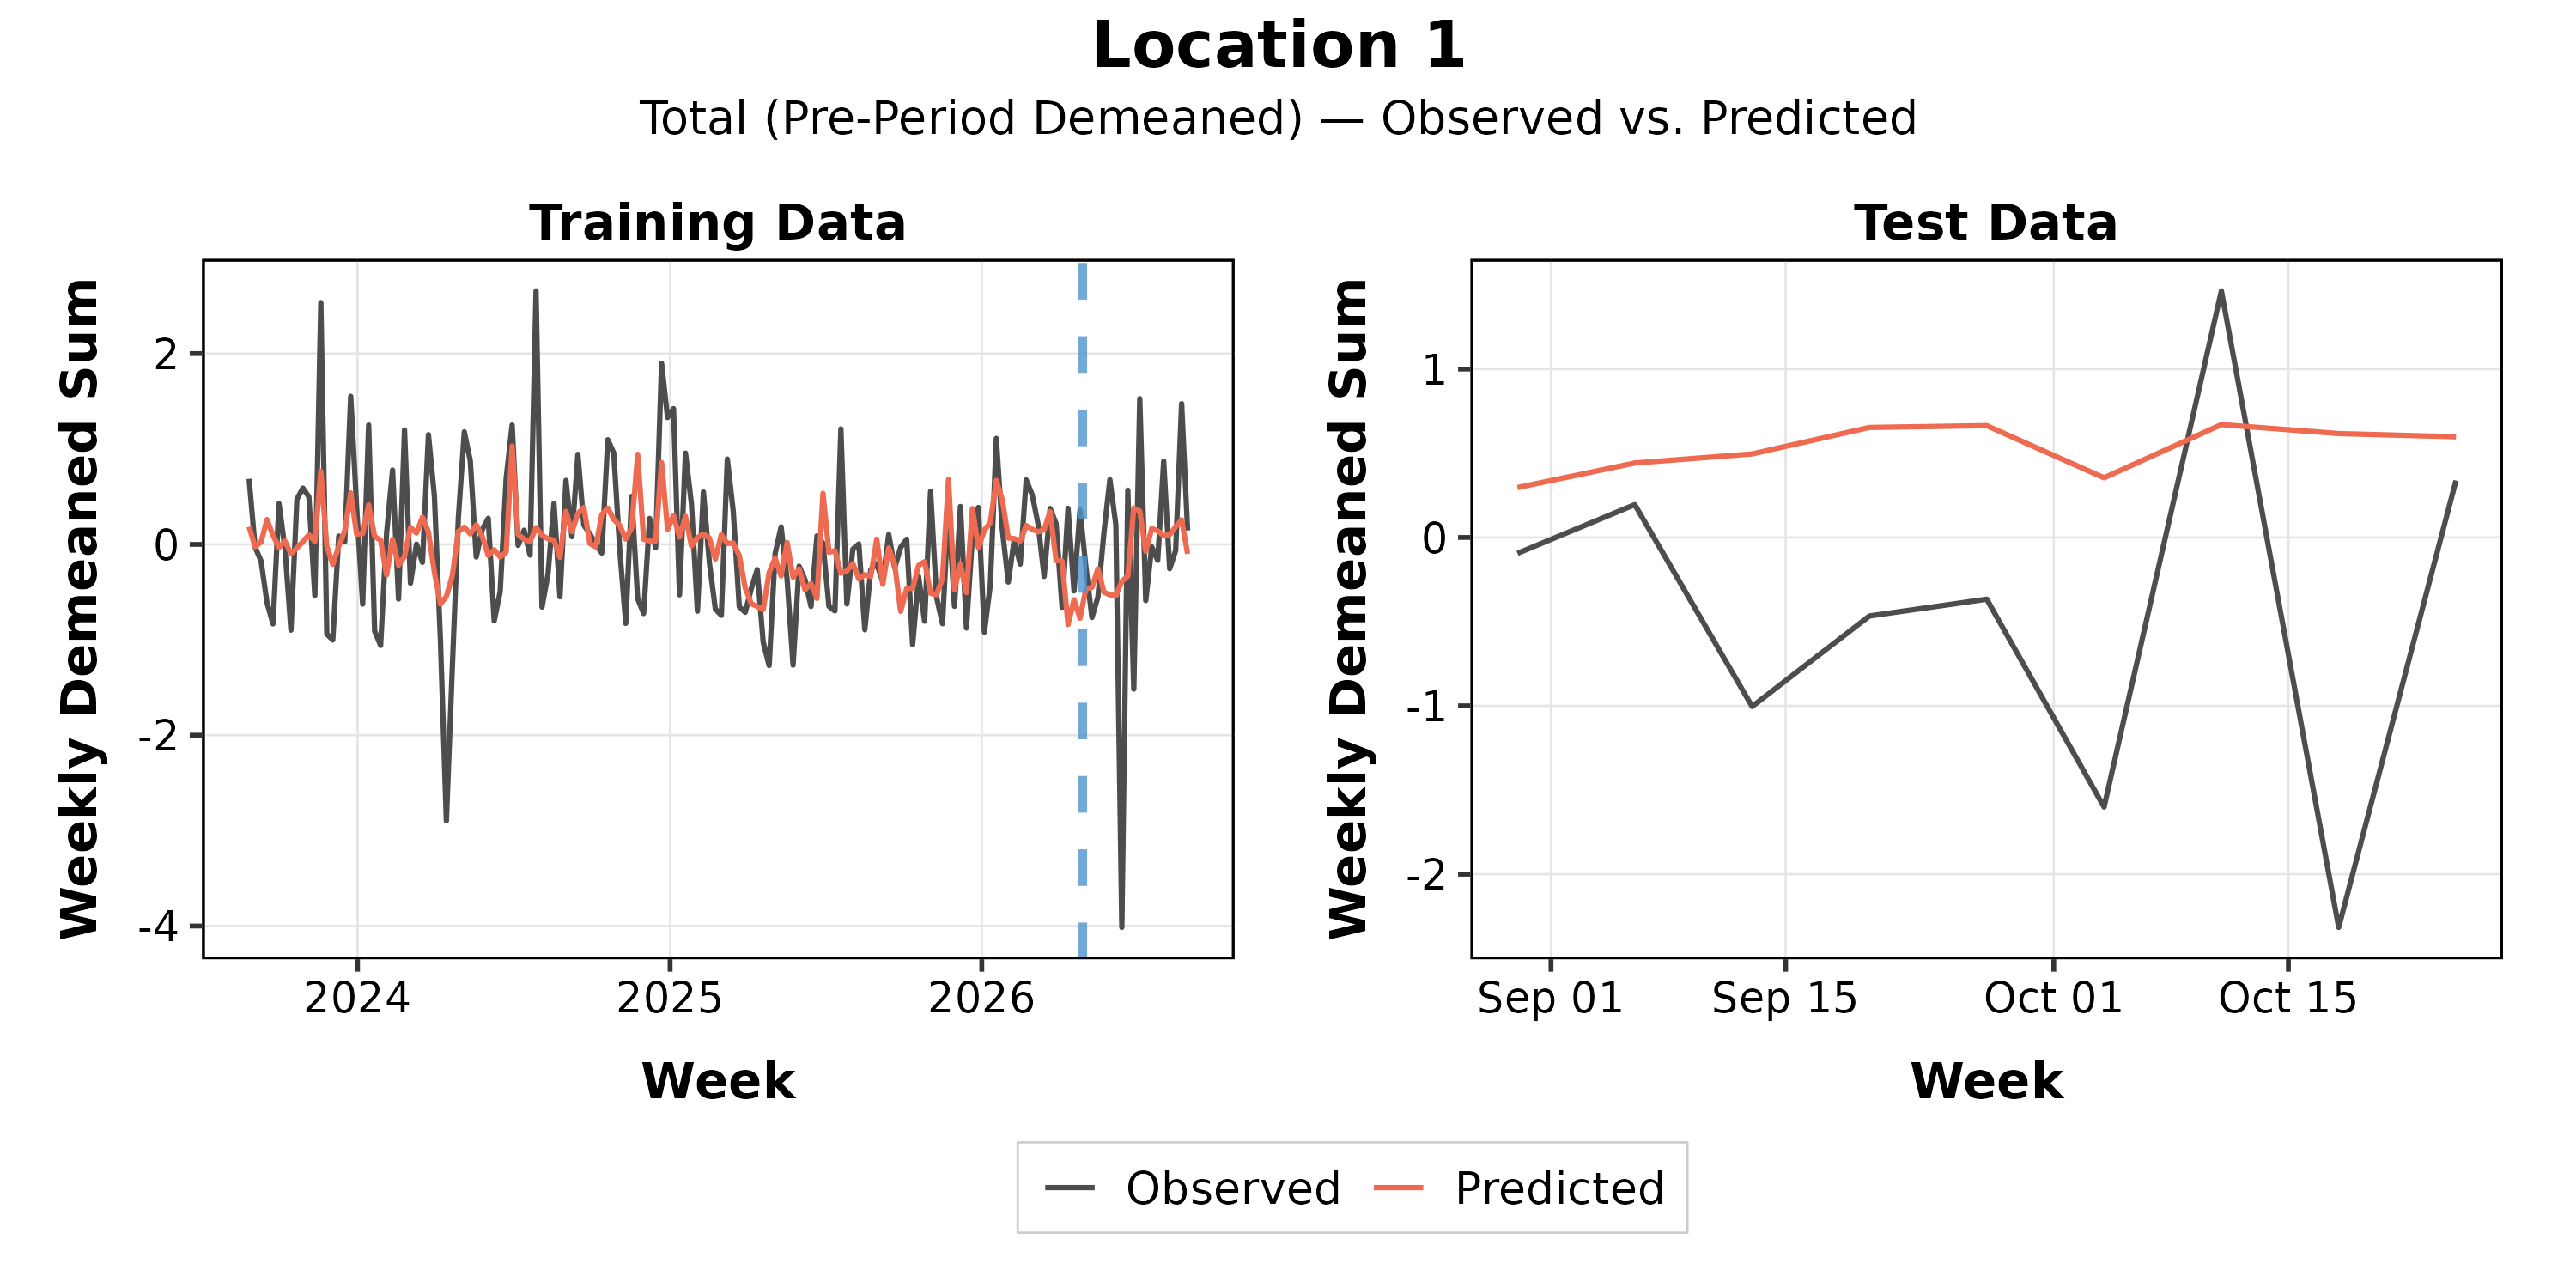 Location 1
Total (Pre-Period Demeaned) — Observed vs. Predicted
Training Data
Weekly Demeaned Sum
2
0
-2
-4
2024 2025 2026
Week
Test Data
Weekly Demeaned Sum
1
0
-1
-2
Sep 01 Sep 15 Oct 01 Oct 15
Week
Observed Predicted